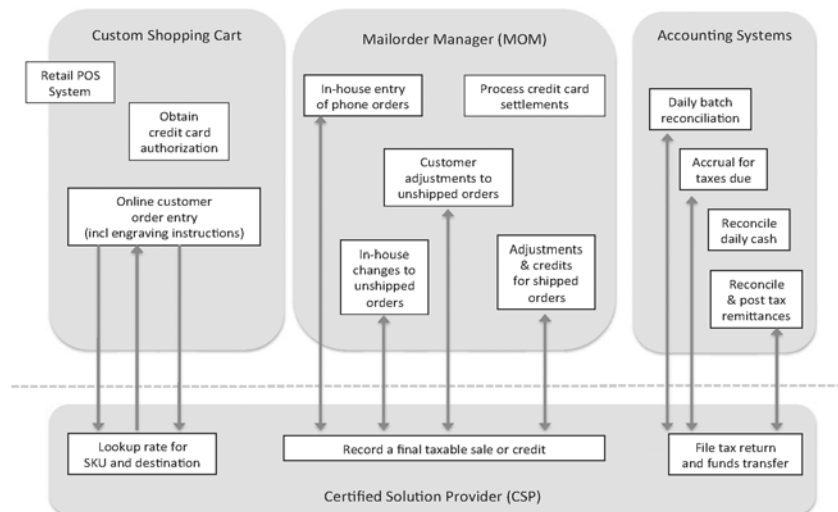 Custom Shopping Cart
Retail POS
System
Obtain
credit card
authorization
Online customer
order entry
(incl engraving instructions)
Mailorder Manager (MOM)
In-house entry
of phone orders
Process credit card
settlements
Customer
adjustments to
unshipped orders
In-house
changes to
unshipped
orders
Adjustments
& credits
for shipped
orders
Accounting Systems
Daily batch
reconciliation
Accrual for
taxes due
Reconcile
daily cash
Reconcile
& post tax
remittances
Lookup rate for
SKU and destination
Record a final taxable sale or credit
File tax return
and funds transfer
Certified Solution Provider (CSP)